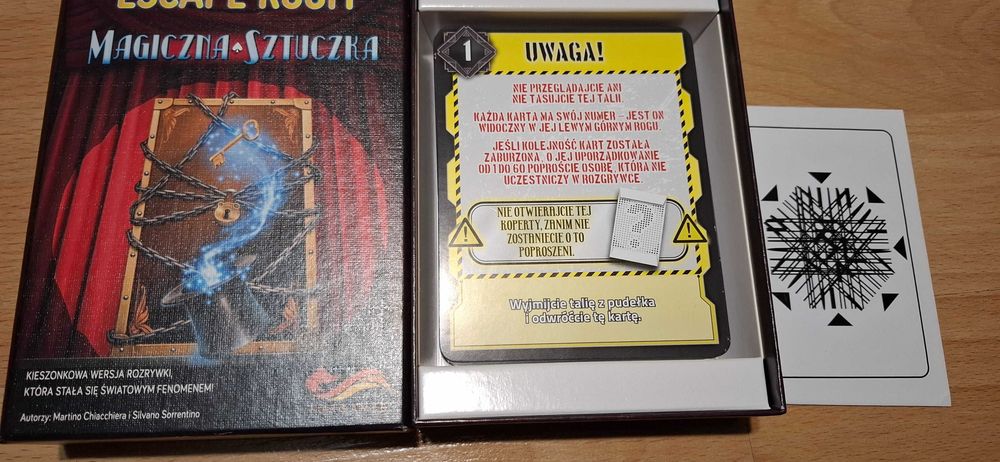 ESCAPE ROOM
MAGICZNA SZTUCZKA
KIESZONKOWA WERSJA ROZRYWKI,
KTÓRA STAŁA SIĘ ŚWIATOWYM FENOMENEM!
Autorzy: Martino Chiacchiera i Silvano Sorrentino
1
UWAGA!
NIE PRZEGLĄDAJCIE ANI
NIE TASUJCIE TEJ TALII.
KAŻDA KARTA MA SWÓJ NUMER – JEST ON
WIDOCZNY W JEJ LEWYM GÓRNYM ROGU.
JEŚLI KOLEJNOŚĆ KART ZOSTAŁA
ZABURZONA, O JEJ UPORZĄDKOWANIE
OD 1 DO 60 POPROŚCIE OSOBĘ, KTÓRA NIE
UCZESTNICZY W ROZGRYWCE.
NIE OTWIERAJCIE TEJ
KOPERTY, ZANIM NIE
ZOSTANIECIE O TO
POPROSZENI.
?
Wyjmijcie talię z pudełka
i odwróćcie tę kartę.